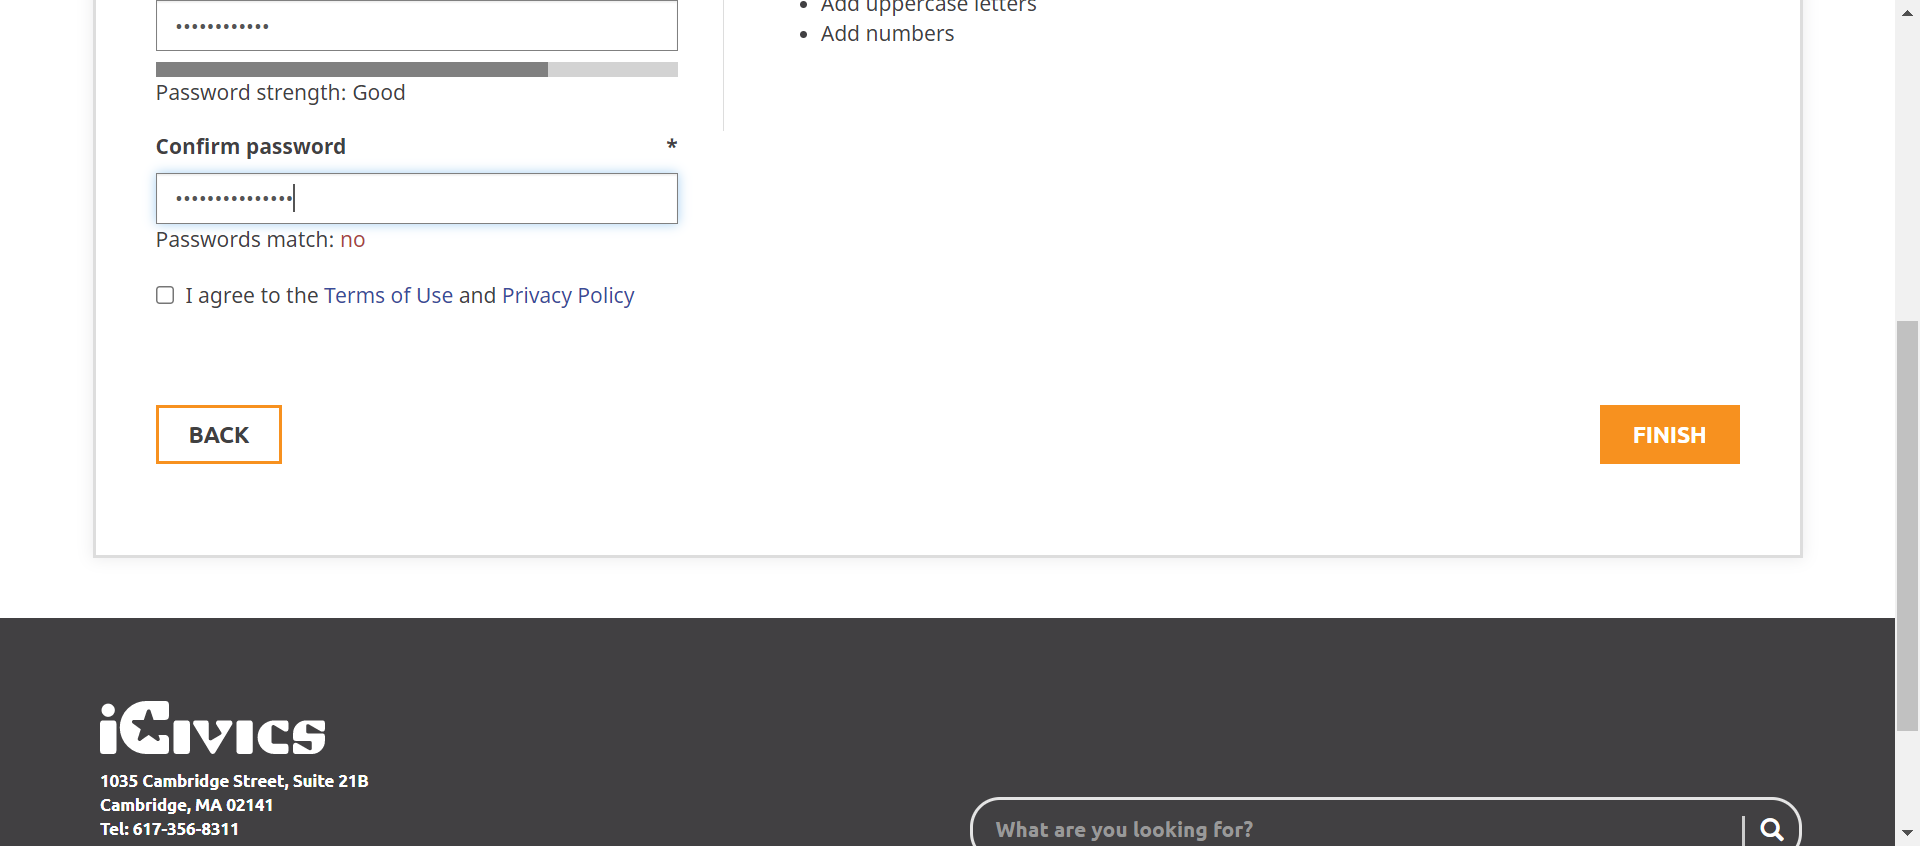 Add uppercase letters
Add numbers
Password strength: Good
Confirm password *
Passwords match: no
I agree to the Terms of Use and Privacy Policy
BACK
FINISH
iCivics
1035 Cambridge Street, Suite 21B
Cambridge, MA 02141
Tel: 617-356-8311
What are you looking for?